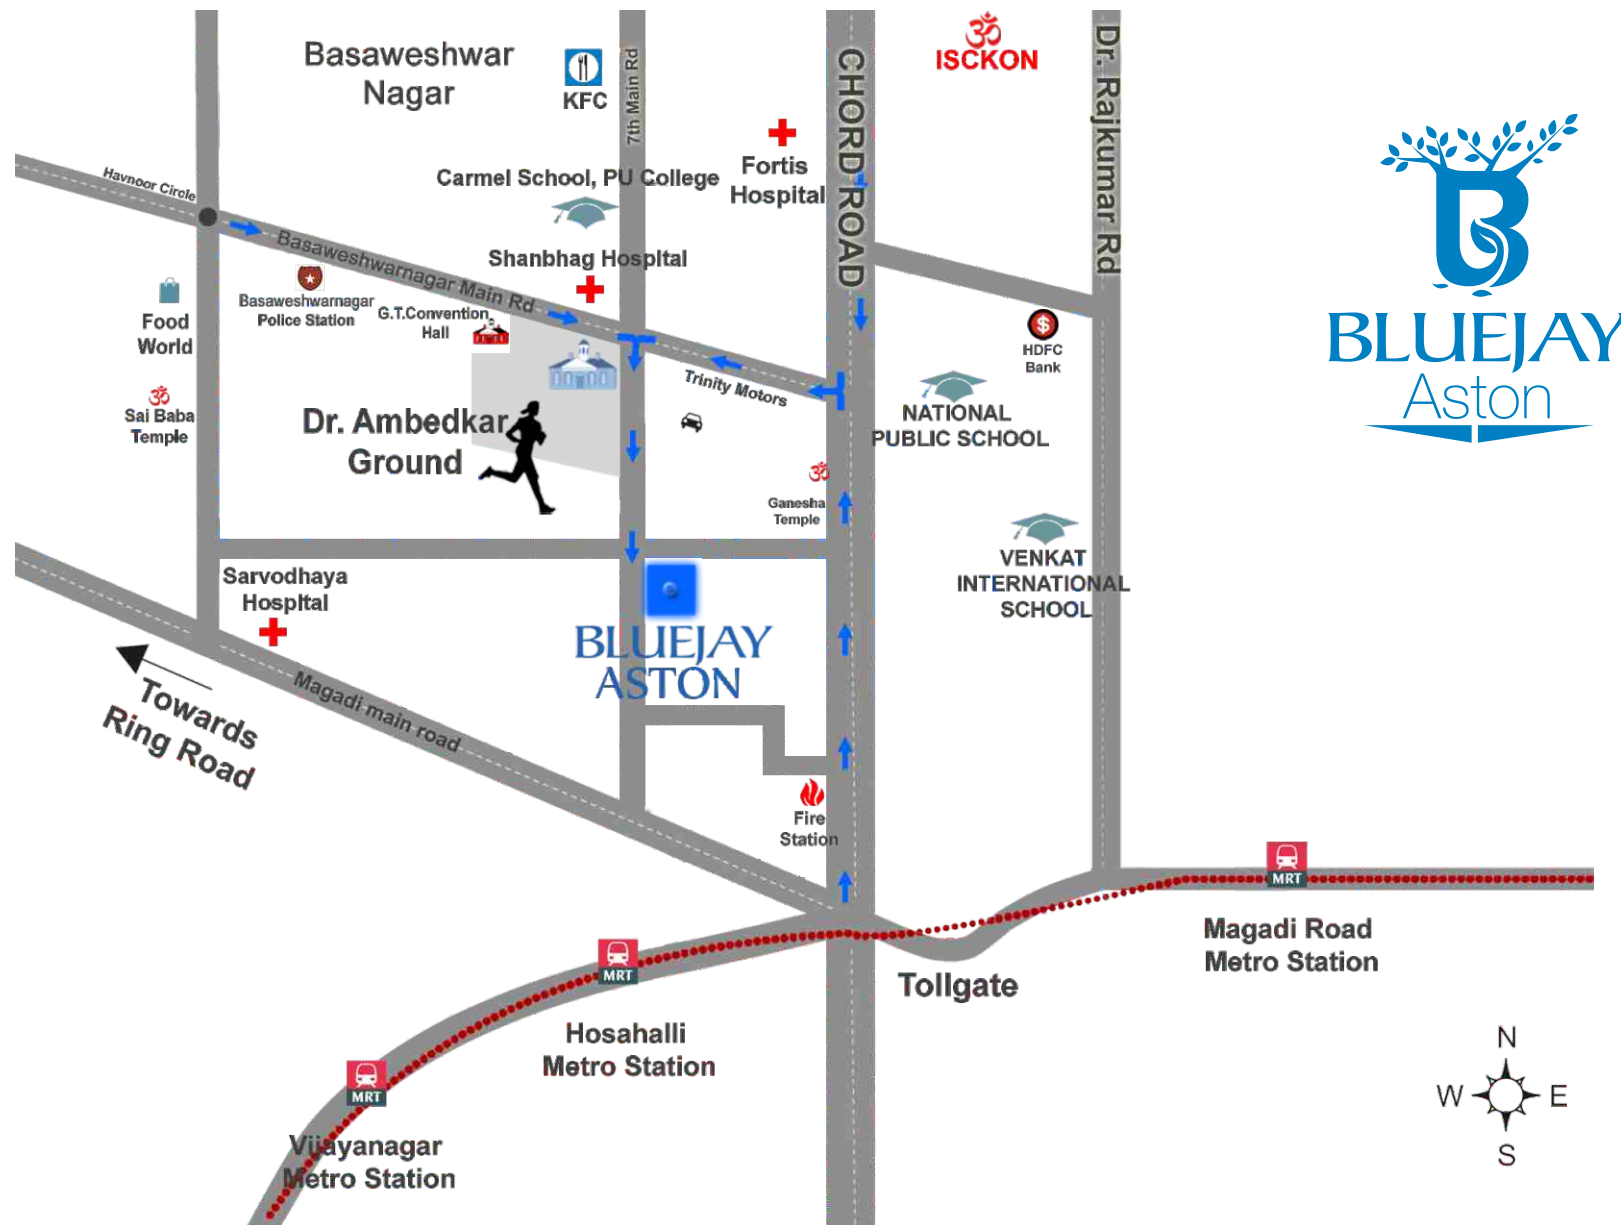 Basaweshwar
Nagar
KFC
7th Main Rd
CHORD ROAD
ISCKON
Dr. Rajkumar Rd
Fortis
Hospital
Carmel School, PU College
Havnoor Circle
Basaweshwarnagar Main Rd
Shanbhag Hospital
Basaweshwarnagar
Police Station
G.T.Convention
Hall
Food
World
Sai Baba
Temple
Dr. Ambedkar
Ground
Trinity Motors
HDFC
Bank
NATIONAL
PUBLIC SCHOOL
Ganesha
Temple
VENKAT
INTERNATIONAL
SCHOOL
BLUEJAY
Aston
Sarvodhaya
Hospital
BLUEJAY
ASTON
Towards
Ring Road
Magadi main road
Fire
Station
MRT
Magadi Road
Metro Station
Tollgate
MRT
Hosahalli
Metro Station
MRT
Vijayanagar
Metro Station
N
W E
S